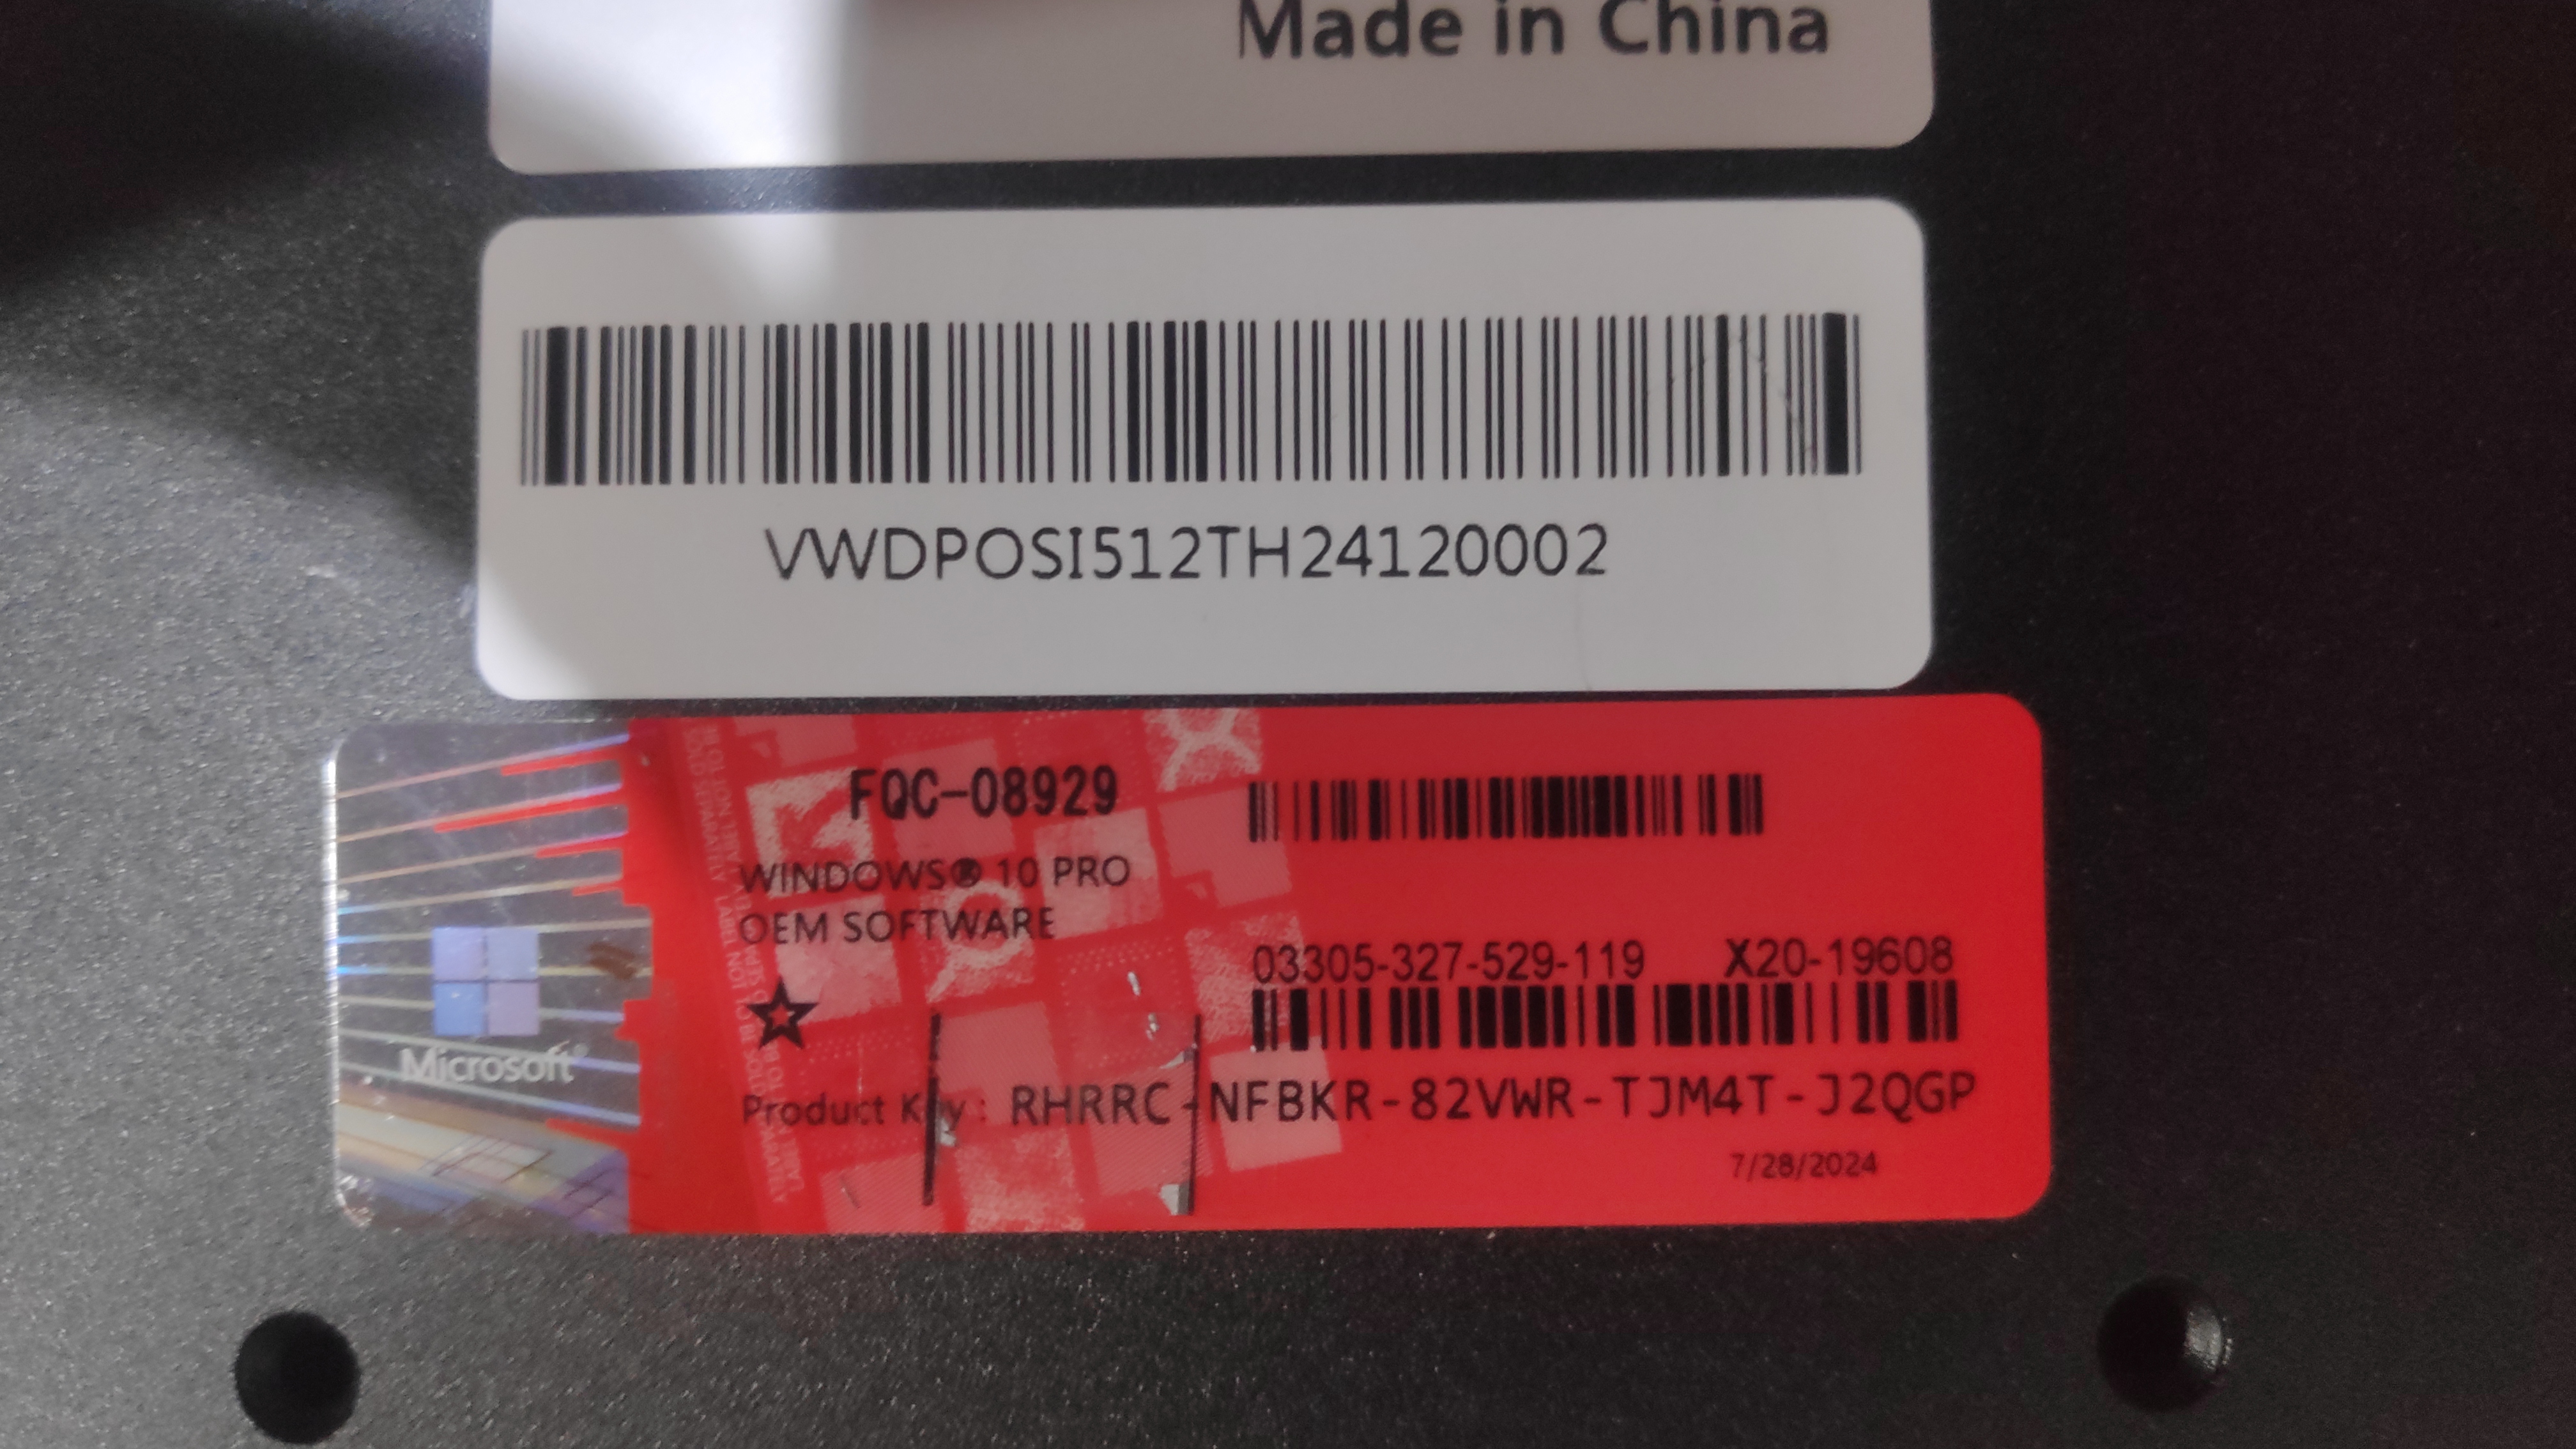 Made in China
VWDPOSI512TH24120002
FQC-08929
WINDOWS® 10 PRO
OEM SOFTWARE
03305-327-529-119 X20-19608
Microsoft
Product Key: RHRRC-NFBKR-82VWR-TJM4T-J2QGP
7/28/2024